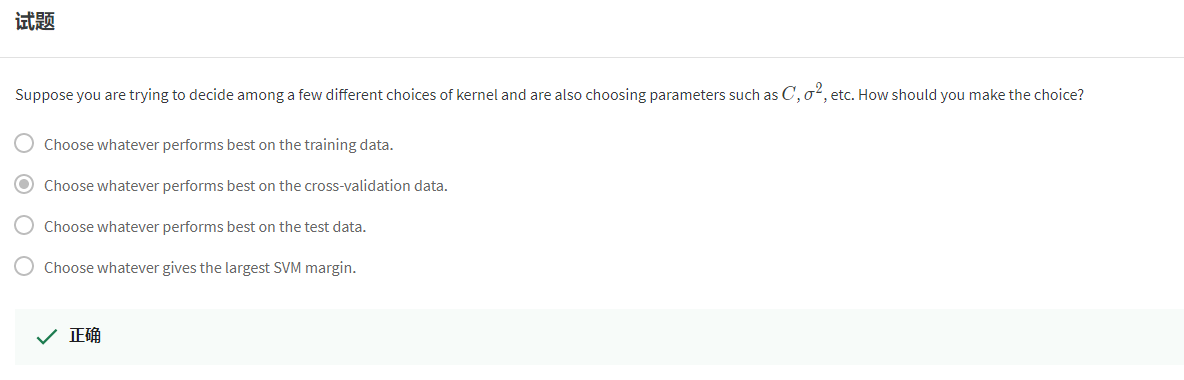 试题
Suppose you are trying to decide among a few different choices of kernel and are also choosing parameters such as C, σ², etc. How should you make the choice?
Choose whatever performs best on the training data.
Choose whatever performs best on the cross-validation data.
Choose whatever performs best on the test data.
Choose whatever gives the largest SVM margin.
正确